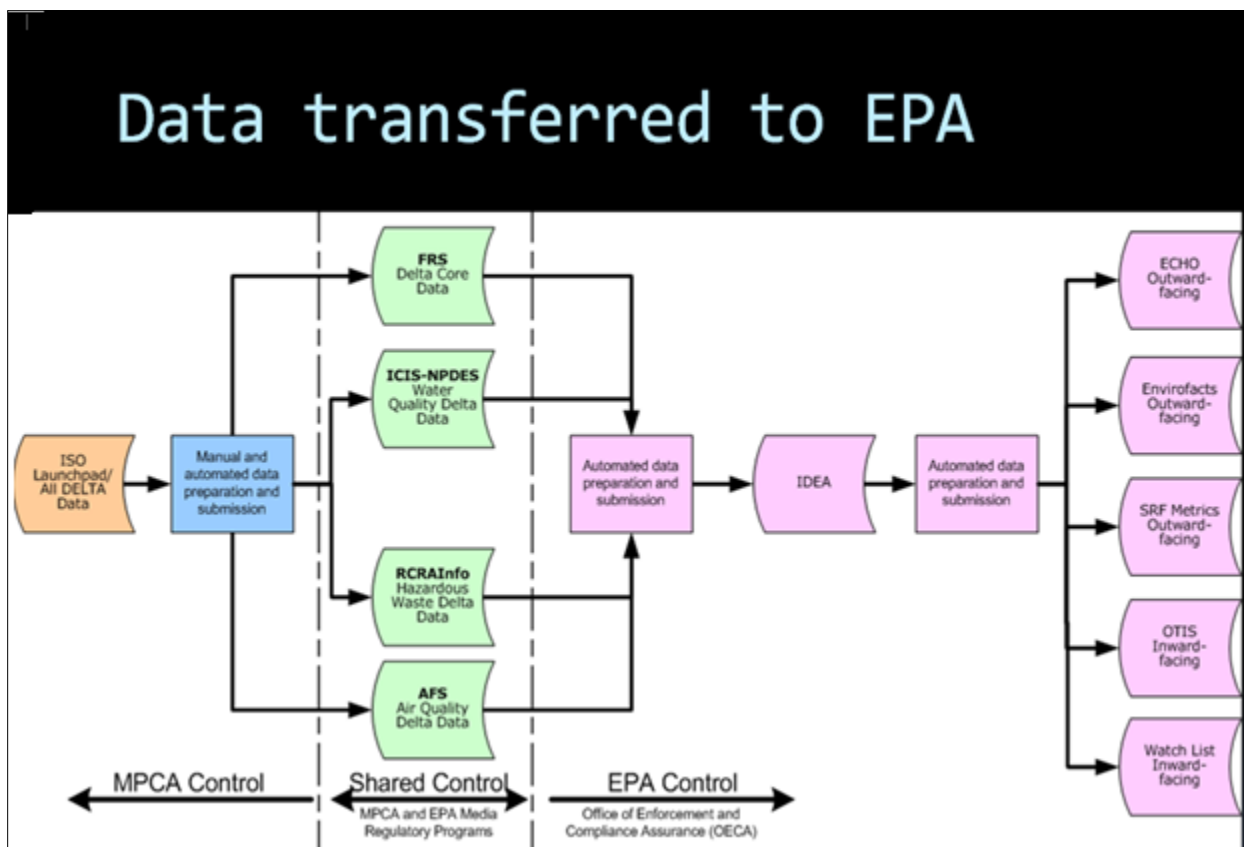 Data transferred to EPA
FRS
Delta Core
Data
ICIS-NPDES
Water
Quality Delta
Data
ISO
Launchpad/
All DELTA
Data
Manual and
automated data
preparation and
submission
RCRAInfo
Hazardous
Waste Delta
Data
AFS
Air Quality
Delta Data
Automated data
preparation and
submission
IDEA
Automated data
preparation and
submission
ECHO
Outward-
facing
Envirofacts
Outward-
facing
SRF Metrics
Outward-
facing
OTIS
Inward-
facing
Watch List
Inward-
facing
MPCA Control
Shared Control
MPCA and EPA Media
Regulatory Programs
EPA Control
Office of Enforcement and
Compliance Assurance (OECA)